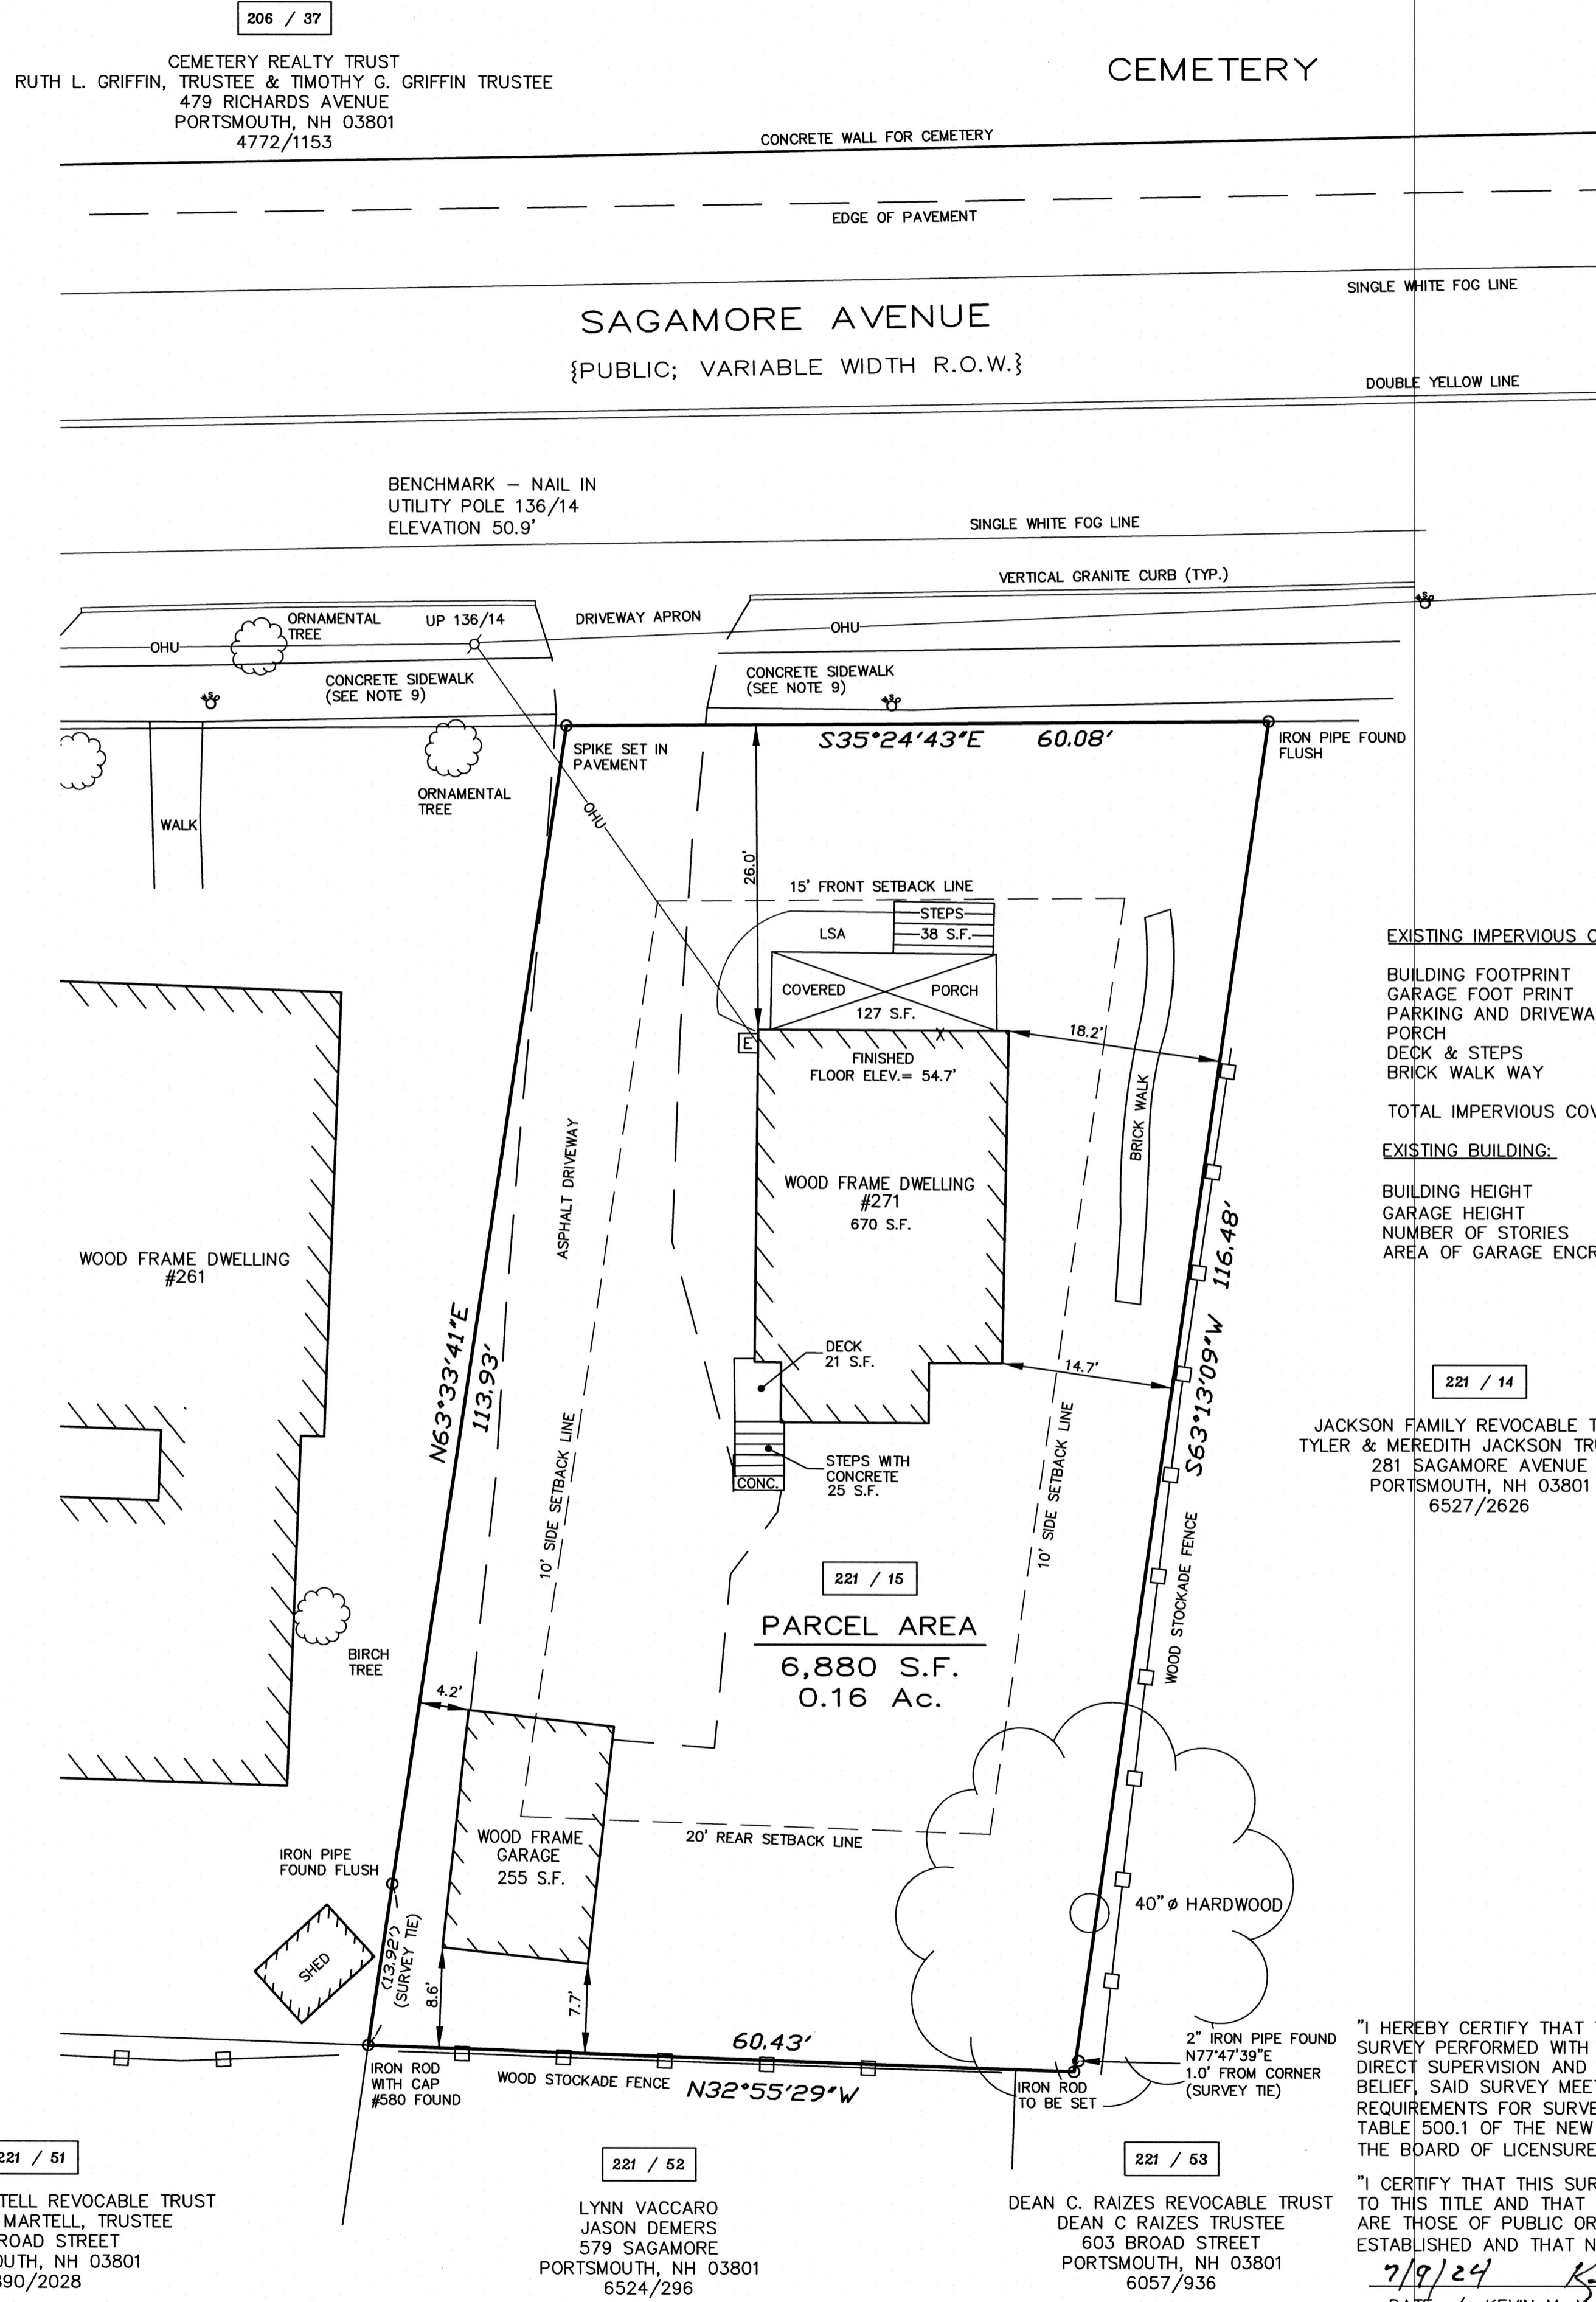 206 / 37
CEMETERY REALTY TRUST
RUTH L. GRIFFIN, TRUSTEE & TIMOTHY G. GRIFFIN TRUSTEE
479 RICHARDS AVENUE
PORTSMOUTH, NH 03801
4772/1153
CEMETERY
CONCRETE WALL FOR CEMETERY
EDGE OF PAVEMENT
SINGLE WHITE FOG LINE
SAGAMORE AVENUE
{PUBLIC; VARIABLE WIDTH R.O.W.}
DOUBLE YELLOW LINE
BENCHMARK – NAIL IN
UTILITY POLE 136/14
ELEVATION 50.9'
SINGLE WHITE FOG LINE
VERTICAL GRANITE CURB (TYP.)
ORNAMENTAL
TREE
UP 136/14
DRIVEWAY APRON
OHU
OHU
CONCRETE SIDEWALK
(SEE NOTE 9)
CONCRETE SIDEWALK
(SEE NOTE 9)
S
S
S
S35°24'43"E 60.08'
SPIKE SET IN
PAVEMENT
IRON PIPE FOUND
FLUSH
ORNAMENTAL
TREE
WALK
OHU
26.0'
15' FRONT SETBACK LINE
STEPS
38 S.F.
LSA
COVERED PORCH
127 S.F.
E
18.2'
FINISHED
FLOOR ELEV.= 54.7'
BRICK WALK
ASPHALT DRIVEWAY
WOOD FRAME DWELLING
#271
670 S.F.
WOOD FRAME DWELLING
#261
N63°33'41"E
113.93'
S63°13'09"W 116.48'
DECK
21 S.F.
14.7'
10' SIDE SETBACK LINE
10' SIDE SETBACK LINE
STEPS WITH
CONCRETE
25 S.F.
CONC.
WOOD STOCKADE FENCE
221 / 15
PARCEL AREA
6,880 S.F.
0.16 Ac.
BIRCH
TREE
4.2'
20' REAR SETBACK LINE
WOOD FRAME
GARAGE
255 S.F.
IRON PIPE
FOUND FLUSH
40"ø HARDWOOD
SHED
(13.92')
(SURVEY TIE)
8.6'
7.7'
60.43'
N32°55'29"W
WOOD STOCKADE FENCE
IRON ROD
WITH CAP
#580 FOUND
IRON ROD
TO BE SET
2" IRON PIPE FOUND
N77°47'39"E
1.0' FROM CORNER
(SURVEY TIE)
EXISTING IMPERVIOUS C
BUILDING FOOTPRINT
GARAGE FOOT PRINT
PARKING AND DRIVEWA
PORCH
DECK & STEPS
BRICK WALK WAY
TOTAL IMPERVIOUS COV
EXISTING BUILDING:
BUILDING HEIGHT
GARAGE HEIGHT
NUMBER OF STORIES
AREA OF GARAGE ENCR
221 / 14
JACKSON FAMILY REVOCABLE T
TYLER & MEREDITH JACKSON TRU
281 SAGAMORE AVENUE
PORTSMOUTH, NH 03801
6527/2626
221 / 51
TELL REVOCABLE TRUST
MARTELL, TRUSTEE
ROAD STREET
OUTH, NH 03801
90/2028
221 / 52
LYNN VACCARO
JASON DEMERS
579 SAGAMORE
PORTSMOUTH, NH 03801
6524/296
221 / 53
DEAN C. RAIZES REVOCABLE TRUST
DEAN C RAIZES TRUSTEE
603 BROAD STREET
PORTSMOUTH, NH 03801
6057/936
"I HEREBY CERTIFY THAT
SURVEY PERFORMED WITH
DIRECT SUPERVISION AND
BELIEF, SAID SURVEY MEET
REQUIREMENTS FOR SURVE
TABLE 500.1 OF THE NEW
THE BOARD OF LICENSURE
"I CERTIFY THAT THIS SUR
TO THIS TITLE AND THAT
ARE THOSE OF PUBLIC OR
ESTABLISHED AND THAT N
7/9/24 K